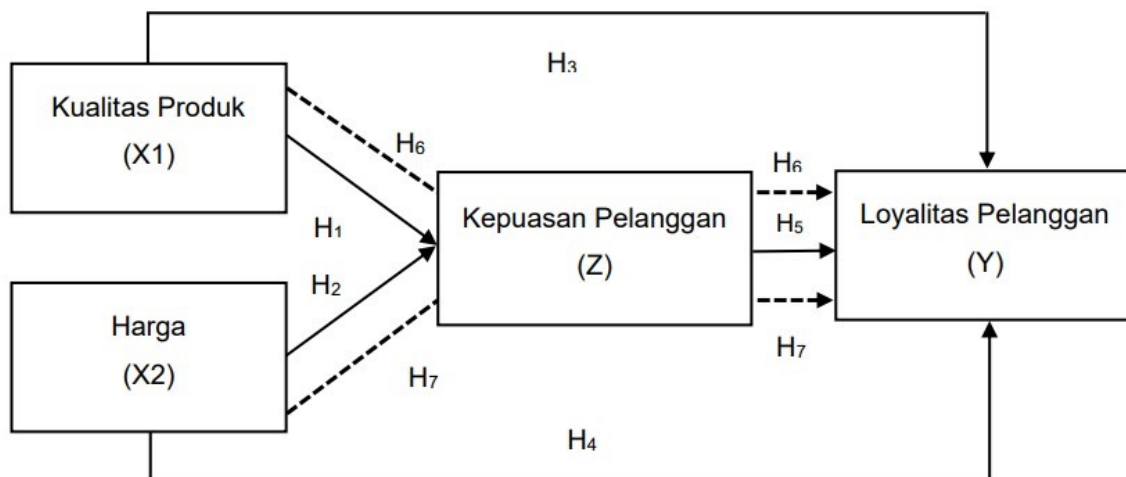 H₃
Kualitas Produk
(X1)
H₆
H₁
H₂
Harga
(X2)
H₇
Kepuasan Pelanggan
(Z)
H₆
H₅
H₇
Loyalitas Pelanggan
(Y)
H₄